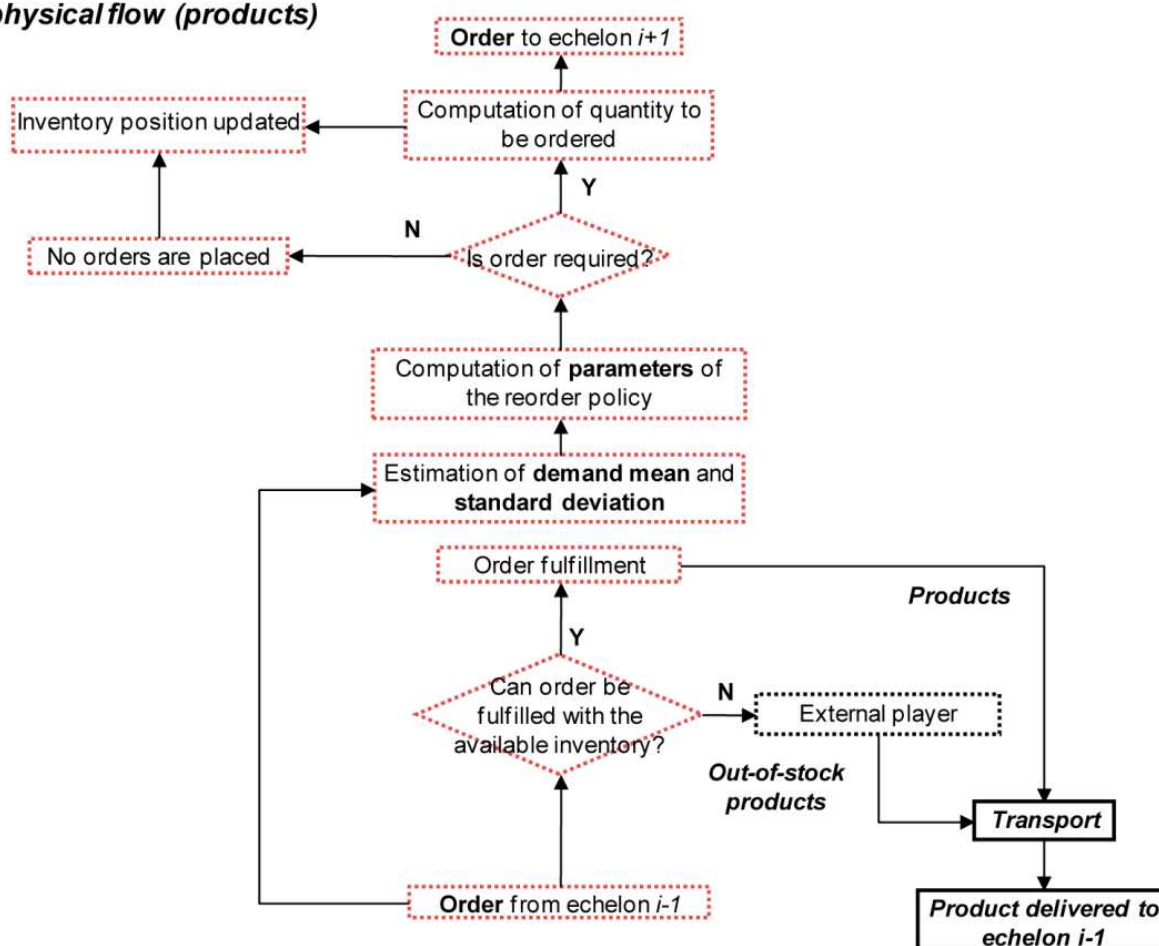 physical flow (products)
Order to echelon i+1
Computation of quantity to
be ordered
Inventory position updated
Y
N
No orders are placed
Is order required?
Computation of parameters of
the reorder policy
Estimation of demand mean and
standard deviation
Order fulfillment
Products
Y
Can order be
fulfilled with the
available inventory?
N
External player
Out-of-stock
products
Transport
Order from echelon i-1
Product delivered to
echelon i-1